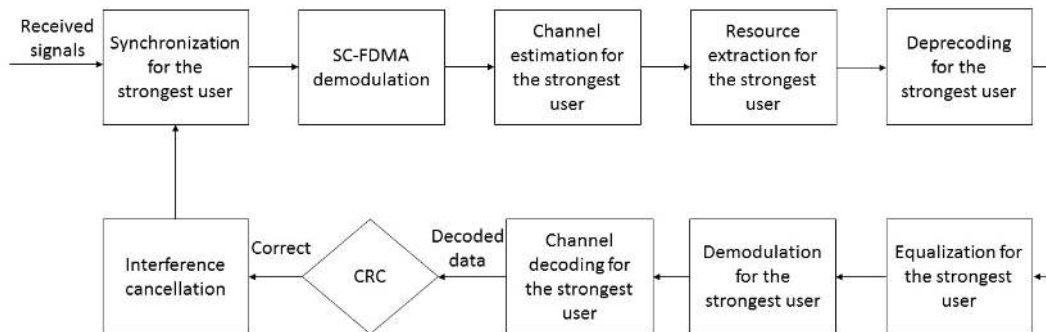 Received
signals
Synchronization
for the
strongest user
SC-FDMA
demodulation
Channel
estimation for
the strongest
user
Resource
extraction for
the strongest
user
Deprecoding
for the
strongest user
Interference
cancellation
Correct
CRC
Decoded
data
Channel
decoding for
the strongest
user
Demodulation
for the
strongest user
Equalization for
the strongest
user